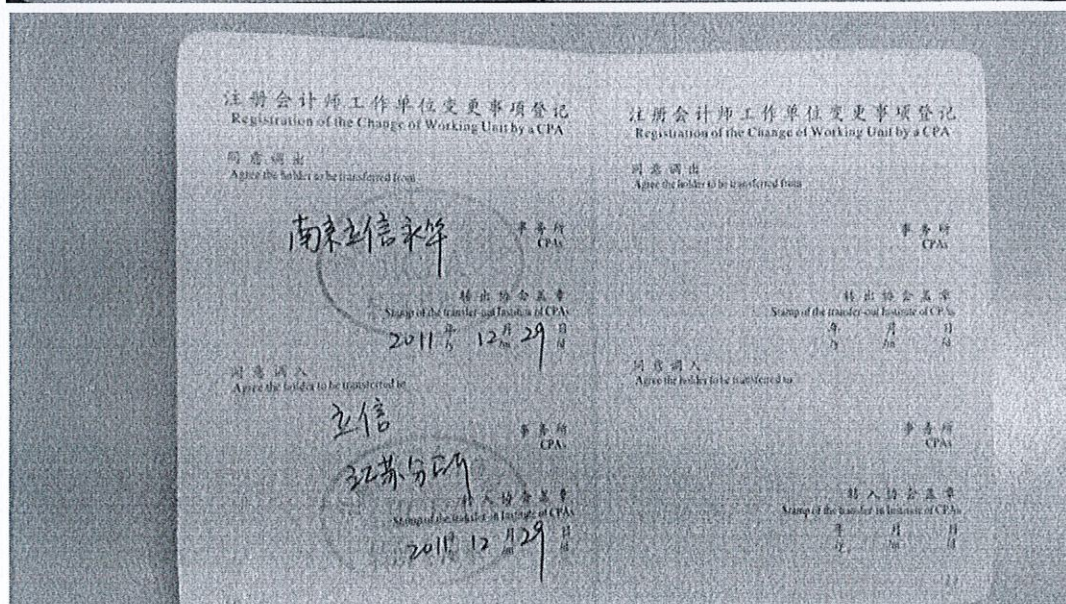 注册会计师工作单位变更事项登记
Registration of the Change of Working Unit by a CPA
同意调出
Agree the holder to be transferred from
南京立信永华
事务所
CPAs
转出协会盖章
Stamp of the transfer-out Institute of CPAs
2011年 12月 29日
/y /m /d
同意调入
Agree the holder to be transferred to
立信
事务所
CPAs
江苏分所
转入协会盖章
Stamp of the transfer-in Institute of CPAs
2011年 12月 29日
/y /m /d
注册会计师工作单位变更事项登记
Registration of the Change of Working Unit by a CPA
同意调出
Agree the holder to be transferred from
事务所
CPAs
转出协会盖章
Stamp of the transfer-out Institute of CPAs
年 月 日
/y /m /d
同意调入
Agree the holder to be transferred to
事务所
CPAs
转入协会盖章
Stamp of the transfer-in Institute of CPAs
年 月 日
/y /m /d